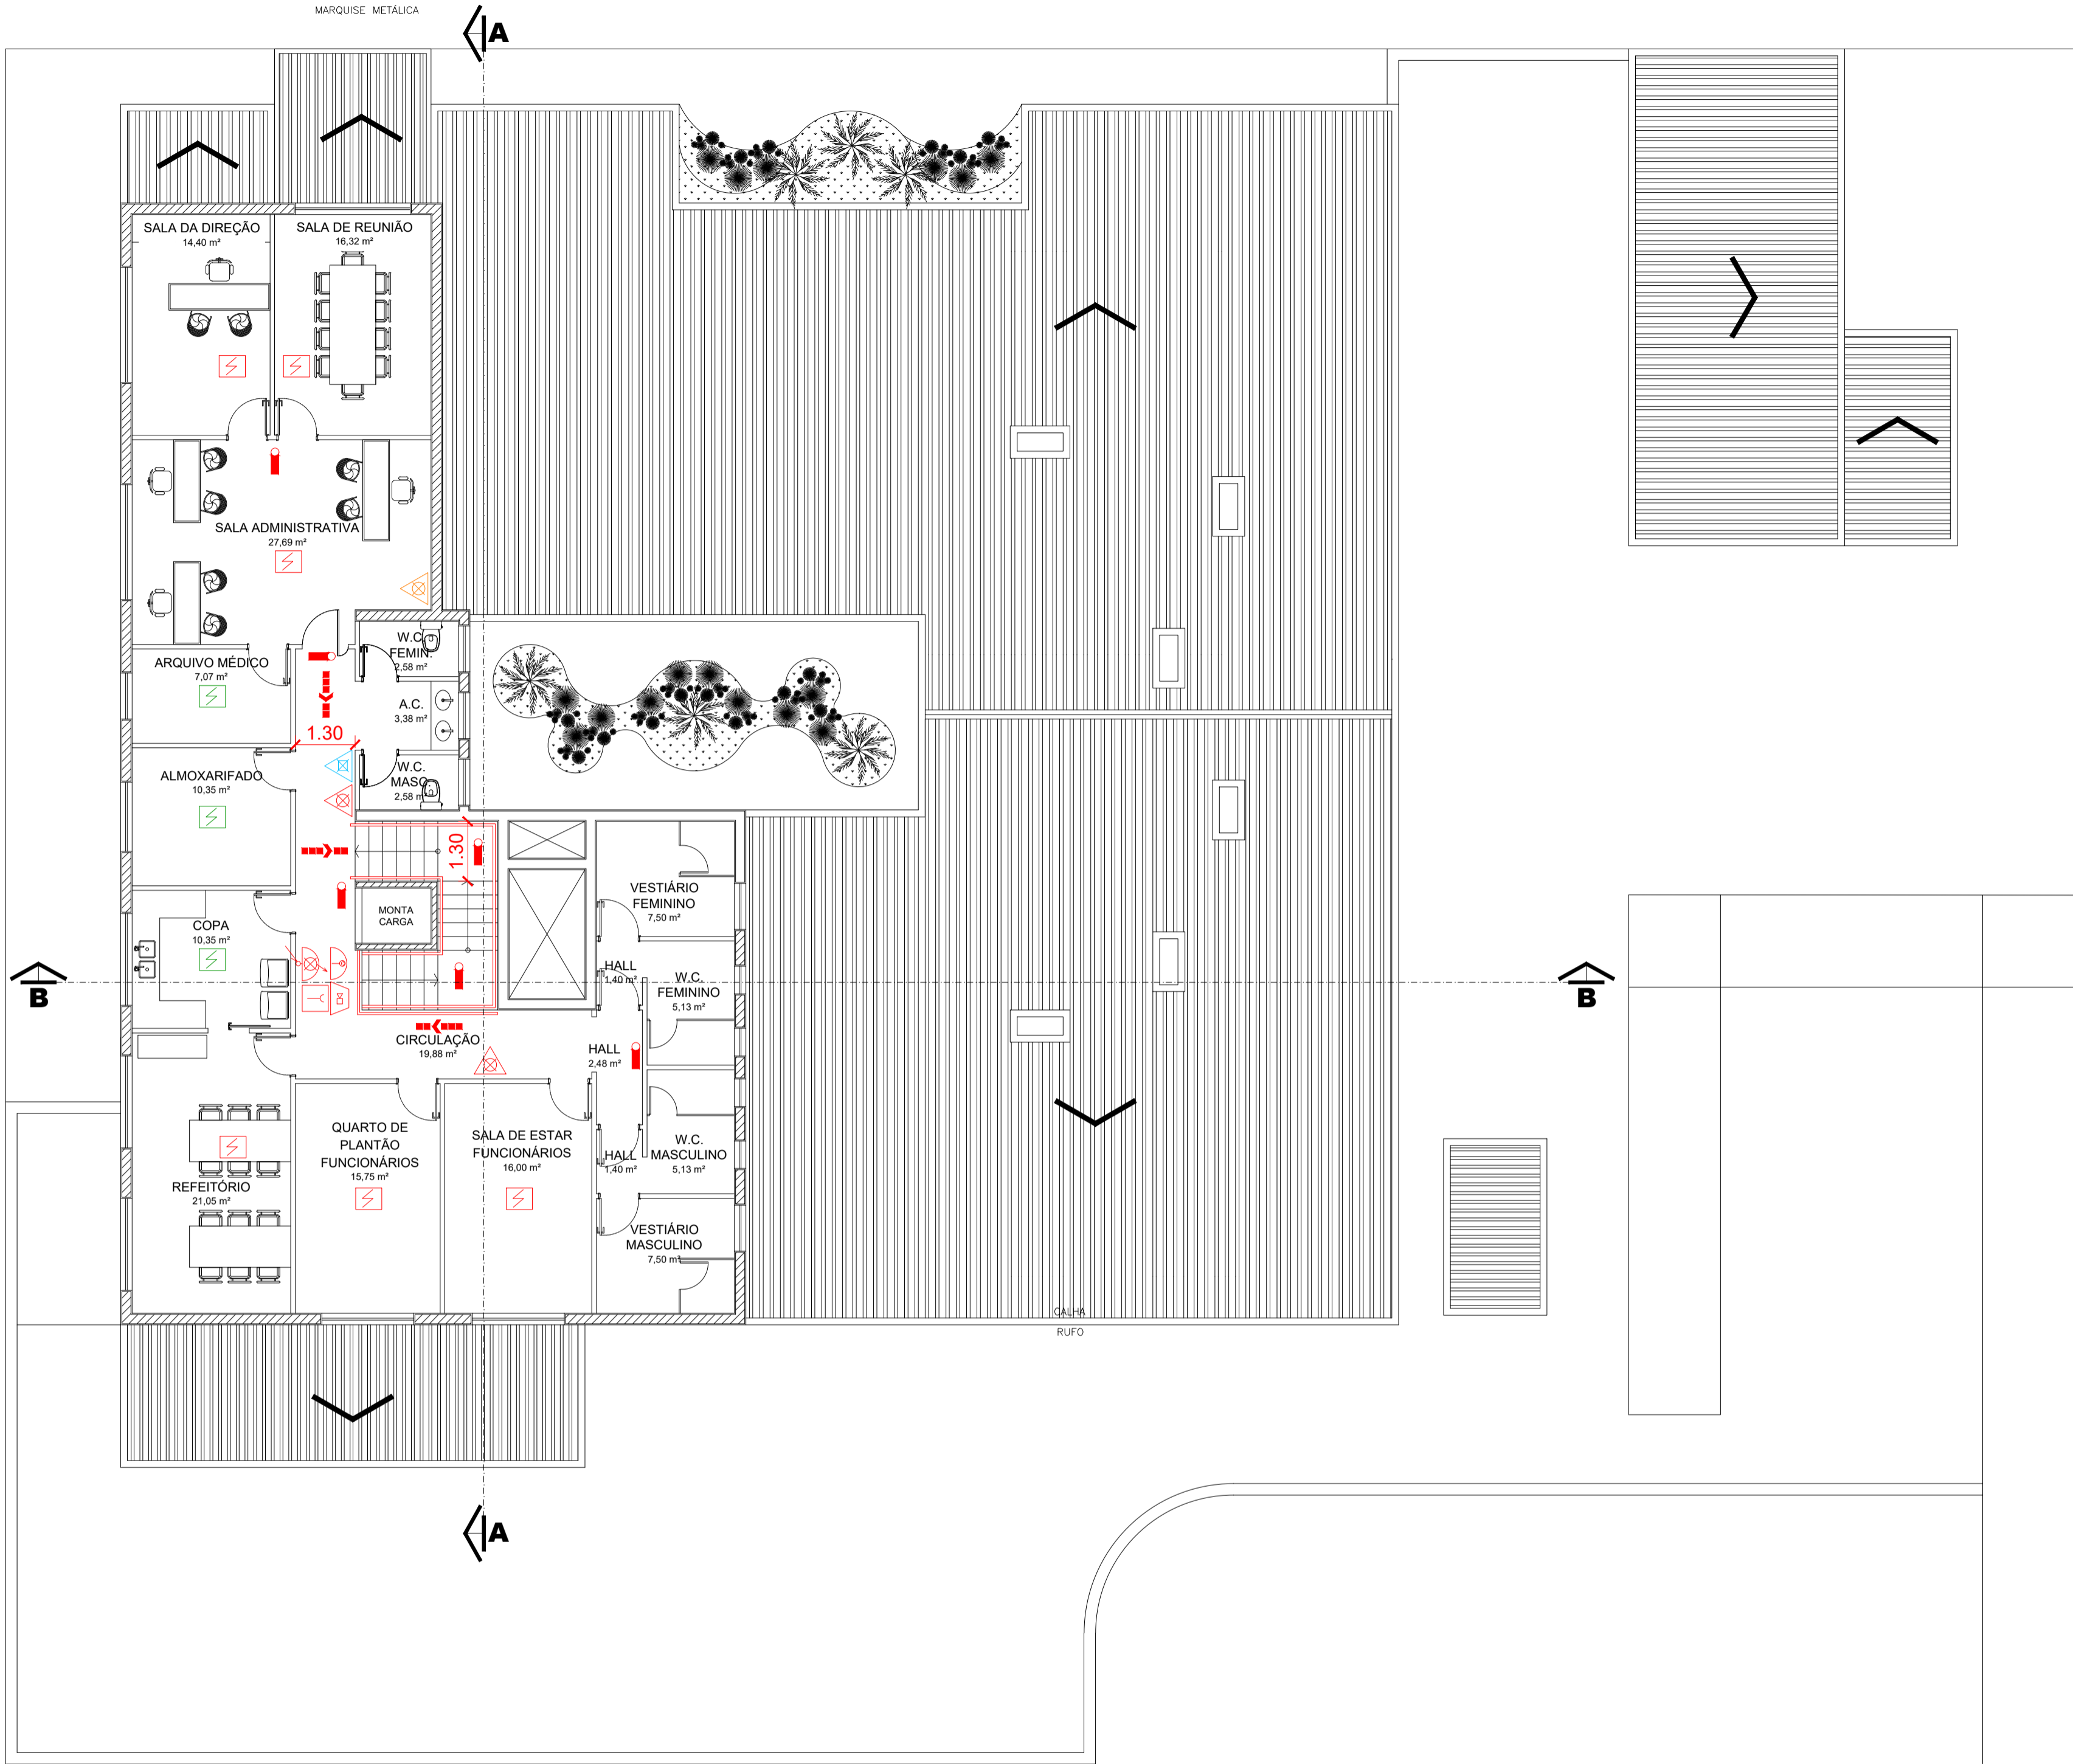 MARQUISE METÁLICA
A
SALA DA DIREÇÃO
14,40 m²
SALA DE REUNIÃO
16,32 m²
SALA ADMINISTRATIVA
27,69 m²
W.C.
FEMIN.
2,58 m²
ARQUIVO MÉDICO
7,07 m²
A.C.
3,38 m²
1.30
W.C.
MASC.
2,58 m²
ALMOXARIFADO
10,35 m²
1.30
VESTIÁRIO
FEMININO
7,50 m²
MONTA
CARGA
COPA
10,35 m²
HALL
1,40 m²
W.C.
FEMININO
5,13 m²
B
B
CIRCULAÇÃO
19,88 m²
HALL
2,48 m²
QUARTO DE
PLANTÃO
FUNCIONÁRIOS
15,75 m²
SALA DE ESTAR
FUNCIONÁRIOS
16,00 m²
HALL
1,40 m²
W.C.
MASCULINO
5,13 m²
REFEITÓRIO
21,05 m²
VESTIÁRIO
MASCULINO
7,50 m²
CALHA
RUFO
A